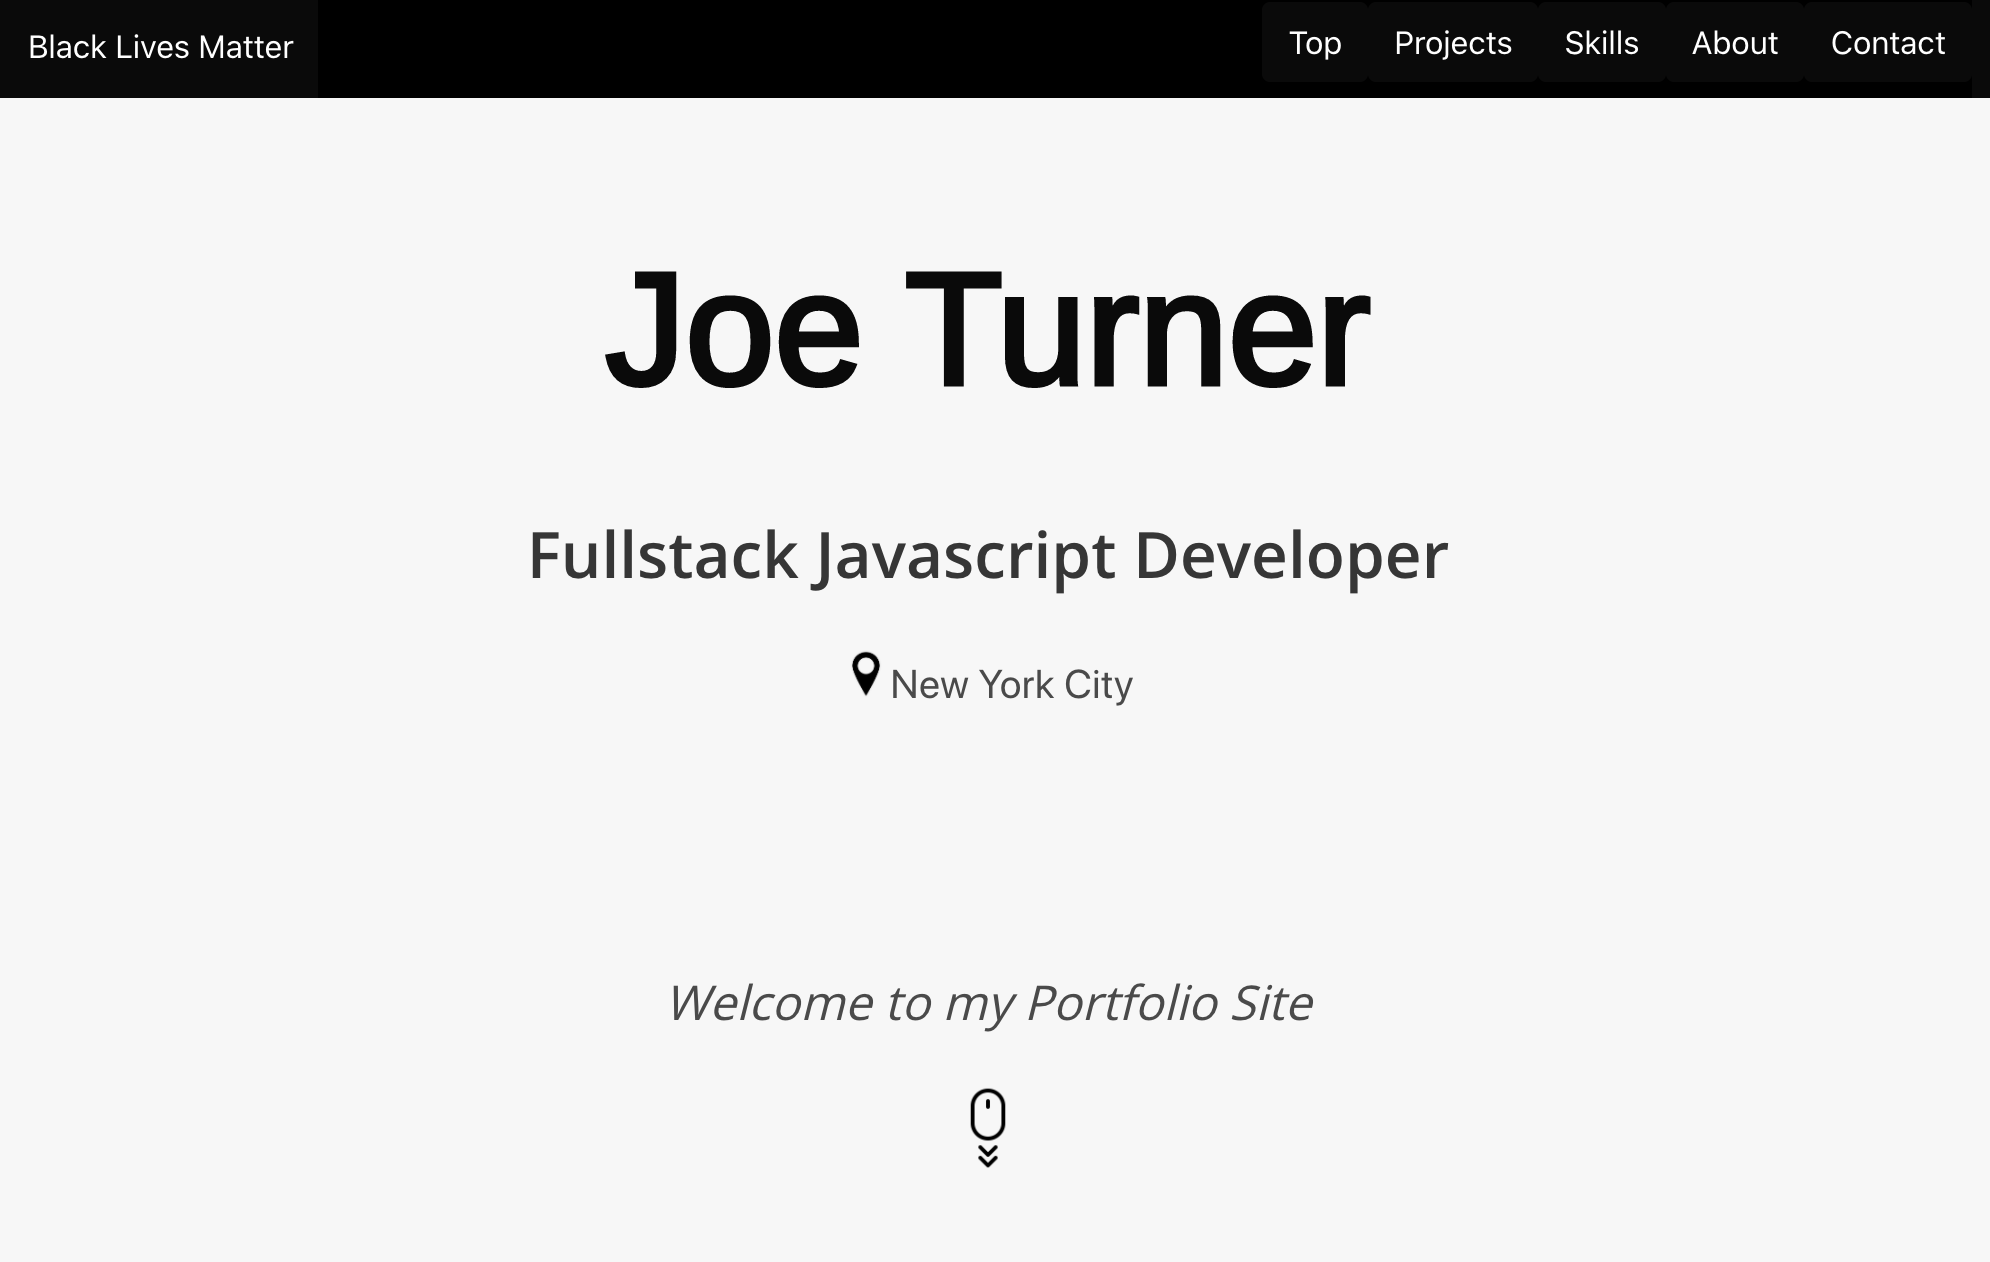 Black Lives Matter
Top Projects Skills About Contact
Joe Turner
Fullstack Javascript Developer
New York City
Welcome to my Portfolio Site